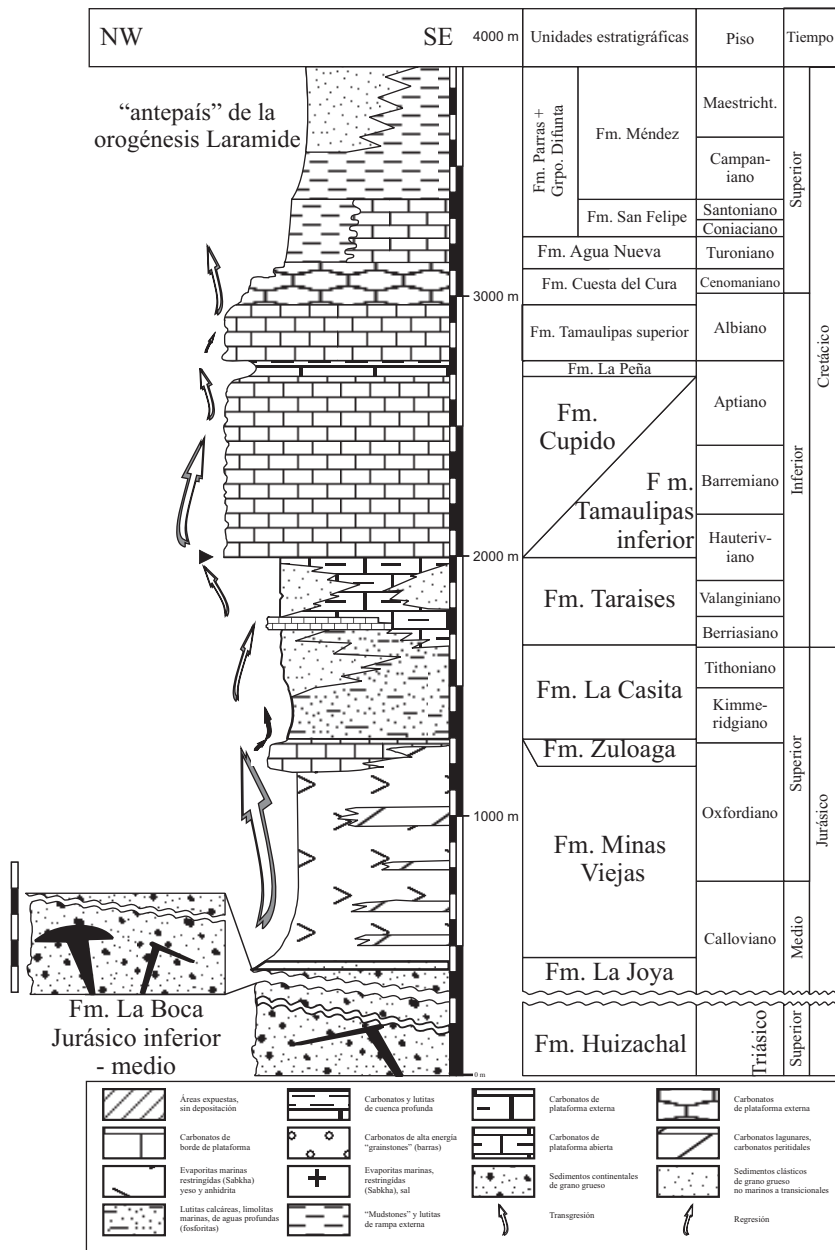 NW
SE
4000 m
Unidades estratigráficas
Piso
Tiempo
“antepaís” de la
orogénesis Laramide
Fm. Parras +
Grpo. Difunta
Fm. Méndez
Fm. San Felipe
Fm. Agua Nueva
Fm. Cuesta del Cura
Fm. Tamaulipas superior
Fm. La Peña
Fm.
Cupido
F m.
Tamaulipas
inferior
Fm. Taraises
Fm. La Casita
Fm. Zuloaga
Fm. Minas
Viejas
Fm. La Joya
Fm. Huizachal
Maestricht.
Campan-
iano
Santoniano
Coniaciano
Turoniano
Cenomaniano
Albiano
Aptiano
Barremiano
Hauteriv-
iano
Valanginiano
Berriasiano
Tithoniano
Kimme-
ridgiano
Oxfordiano
Calloviano
Triásico
Superior
Inferior
Superior
Medio
Superior
Cretácico
Jurásico
3000 m
2000 m
1000 m
0 m
Fm. La Boca
Jurásico inferior
- medio
Áreas expuestas,
sin depositación
Carbonatos y lutitas
de cuenca profunda
Carbonatos de
plataforma externa
Carbonatos
de plataforma externa
Carbonatos de
borde de plataforma
Carbonatos de alta energía
“grainstones” (barras)
Carbonatos de
plataforma abierta
Carbonatos lagunares,
carbonatos peritidales
Evaporitas marinas
restringidas (Sabkha)
yeso y anhidrita
Evaporitas marinas,
restringidas
(Sabkha), sal
Sedimentos continentales
de grano grueso
Sedimentos clásticos
de grano grueso
no marinos a transicionales
Lutitas calcáreas, limolitas
marinas, de aguas profundas
(fosforitas)
“Mudstones” y lutitas
de rampa externa
Transgresión
Regresión